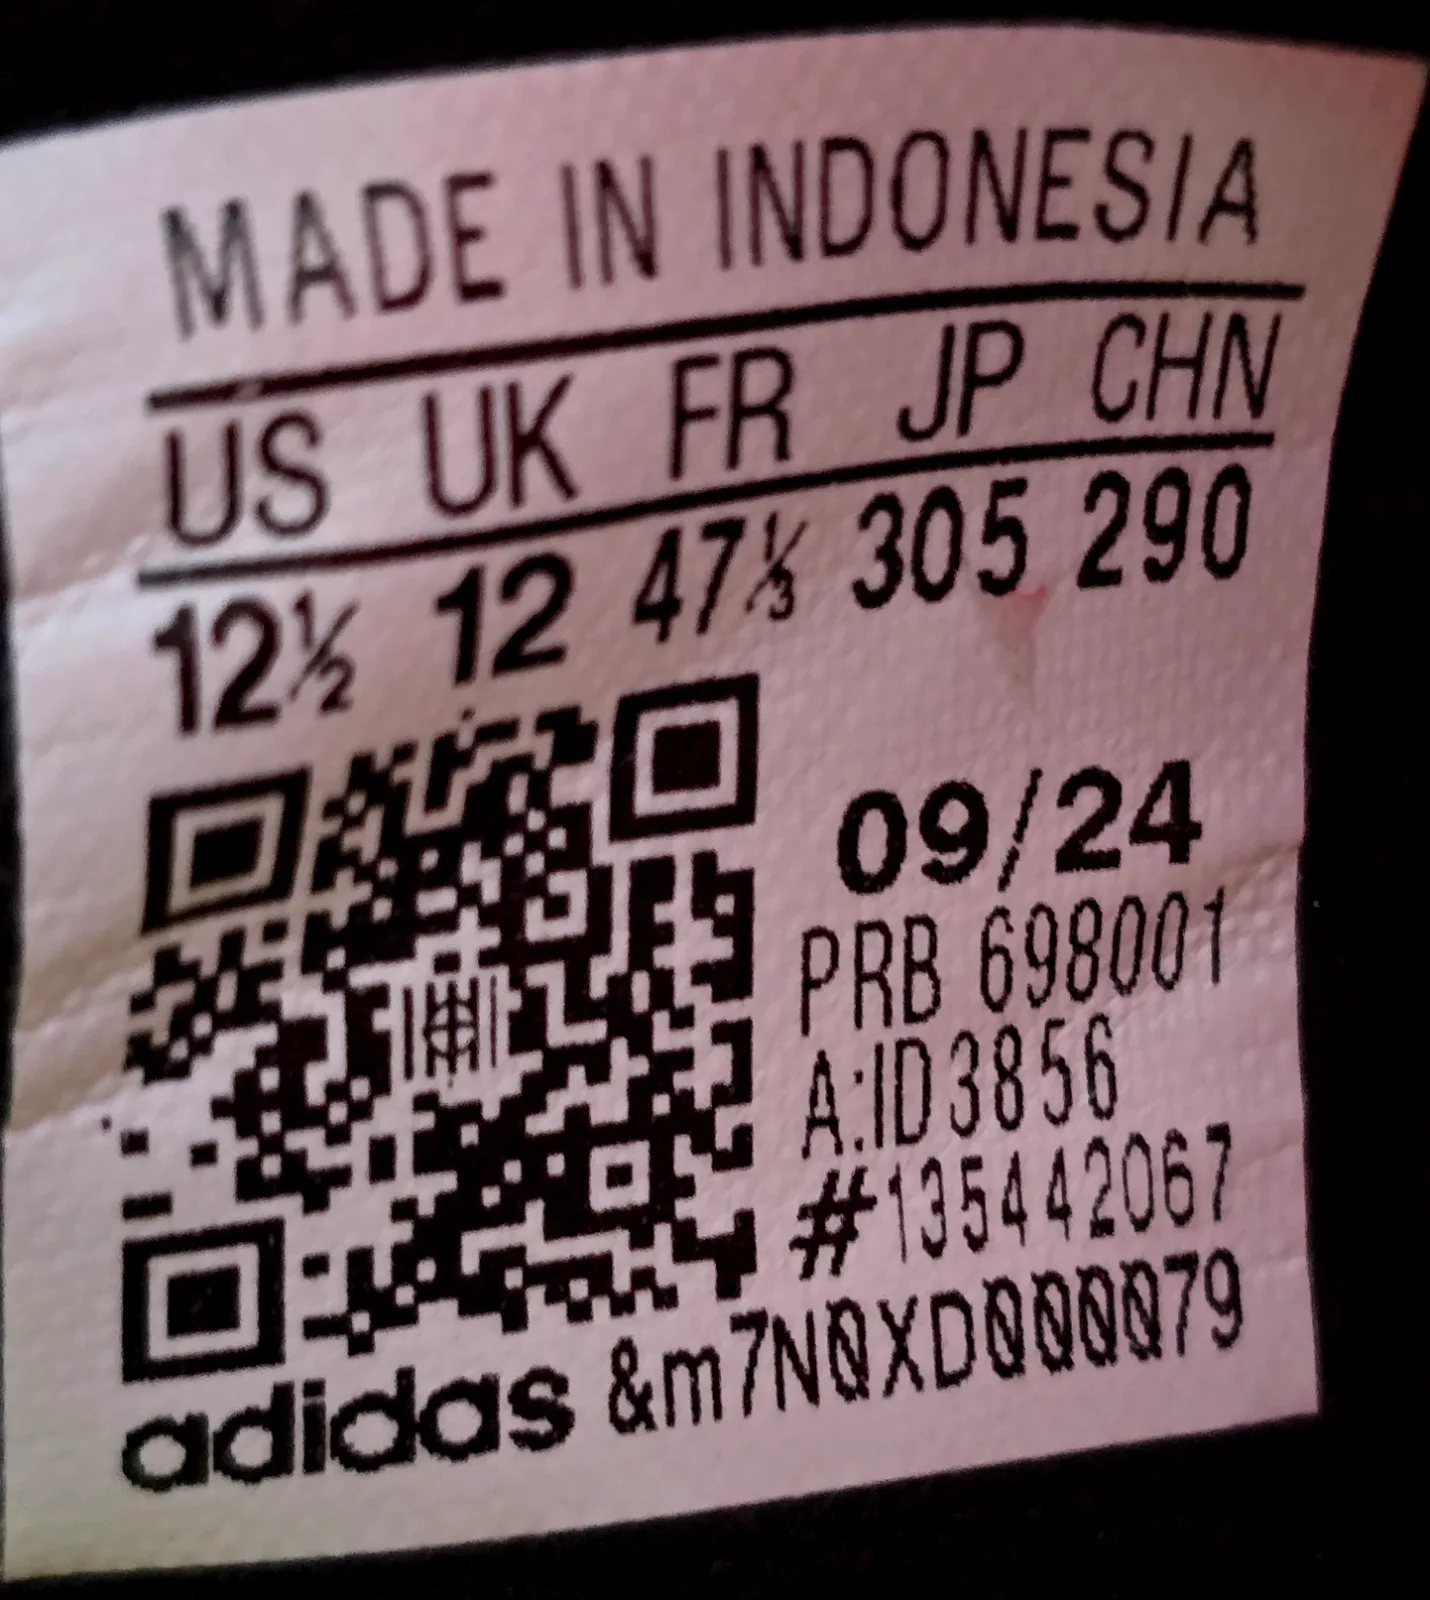 MADE IN INDONESIA
US UK FR JP CHN
12½ 12 47⅓ 305 290
09/24
PRB 698001
A:ID3856
#135442067
adidas &m7N0XD000079